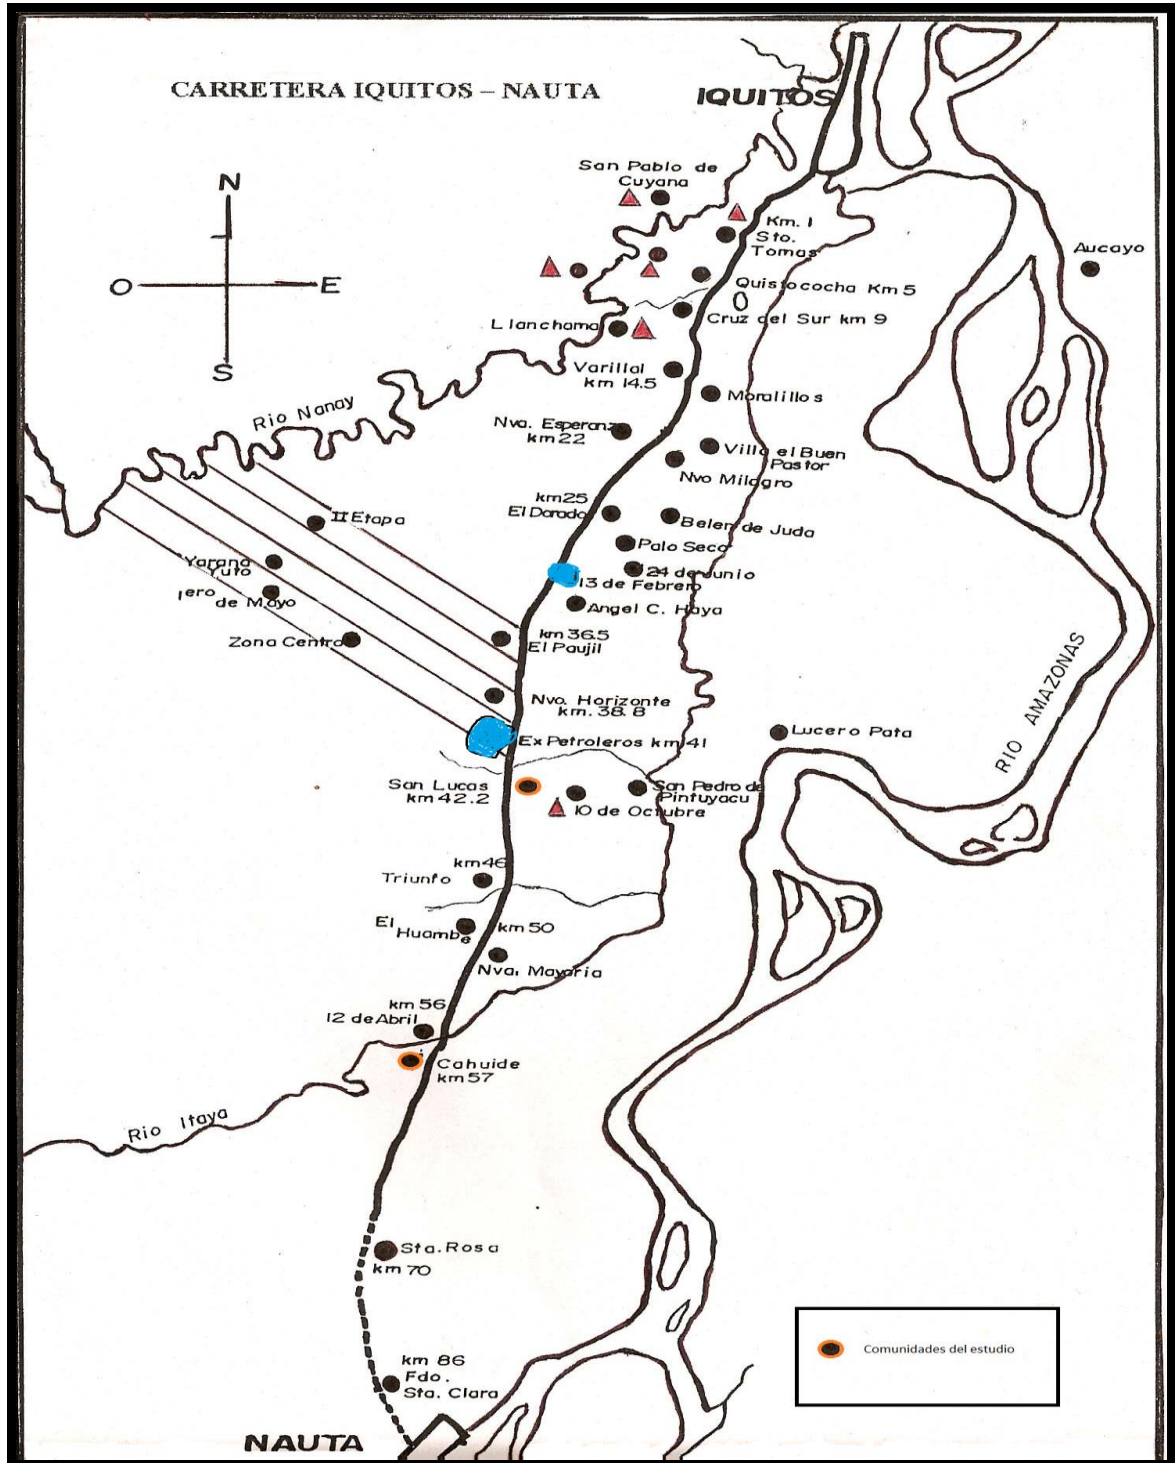 CARRETERA IQUITOS – NAUTA
IQUITOS
N
O
E
S
San Pablo de
Cuyana
Km. 1
Sto.
Tomas
Aucayo
Quistococha Km 5
Cruz del Sur km 9
Llanchama
Varillal
km 14.5
Moralillos
Rio Nanay
Nva. Esperanza
km 22
Villa el Buen
Pastor
Nvo Milagro
km 25
El Dorado
Belen de Juda
II Etapa
Palo Seco
24 de Junio
13 de Febrero
Yarana
Yuto
1ero
de Mayo
Angel C. Haya
Zona Centro
km 36.5
El Paujil
Nvo. Horizonte
km. 38.8
RIO AMAZONAS
Lucero Pata
Ex Petroleros km 41
San Lucas
km 42.2
San Pedro de
Pintuyacu
10 de Octubre
km 46
Triunfo
El
Huambe
km 50
Nva. Mayoria
km 56
12 de Abril
Cahuide
km 57
Rio Itaya
Sta. Rosa
km 70
Comunidades del estudio
km 86
Fdo.
Sta. Clara
NAUTA